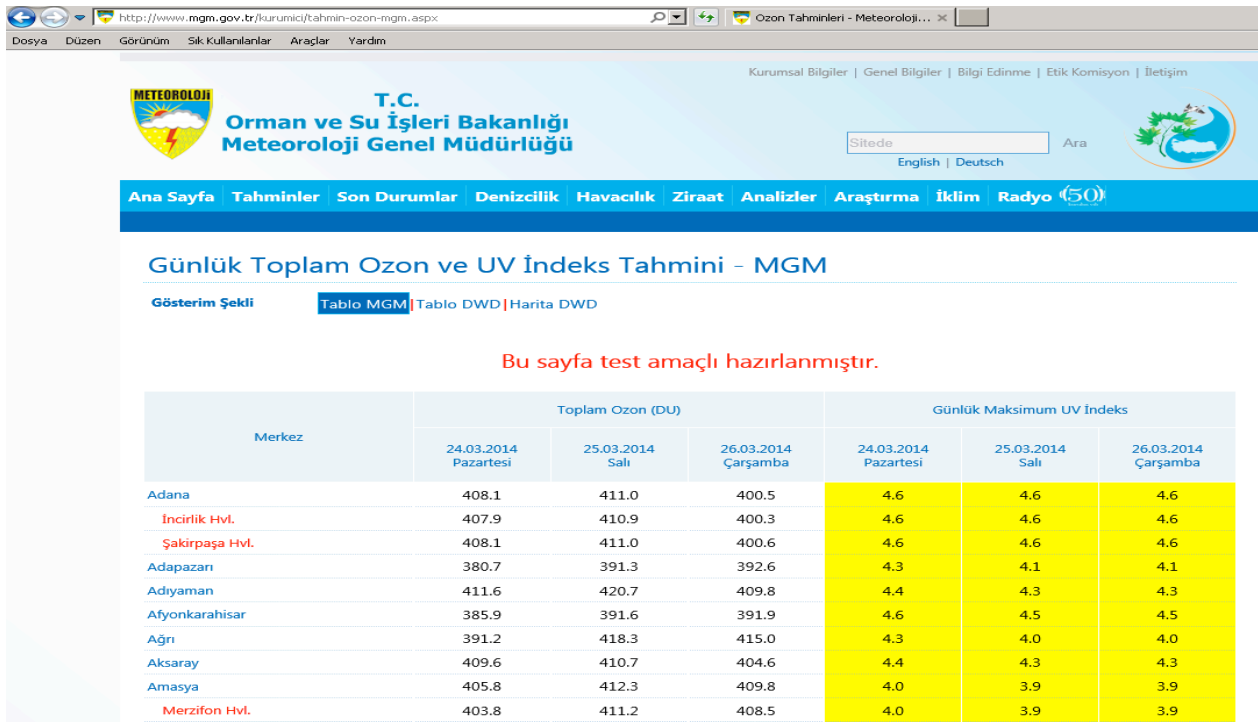 http://www.mgm.gov.tr/kurumici/tahmin-ozon-mgm.aspx
Ozon Tahminleri - Meteoroloji...
Dosya Düzen Görünüm Sık Kullanılanlar Araçlar Yardım
Kurumsal Bilgiler | Genel Bilgiler | Bilgi Edinme | Etik Komisyon | İletişim
METEOROLOJİ
T.C.
Orman ve Su İşleri Bakanlığı
Meteoroloji Genel Müdürlüğü
Sitede Ara
English | Deutsch
Ana Sayfa Tahminler Son Durumlar Denizcilik Havacılık Ziraat Analizler Araştırma İklim Radyo 50
Günlük Toplam Ozon ve UV İndeks Tahmini - MGM
Gösterim Şekli Tablo MGM | Tablo DWD | Harita DWD
Bu sayfa test amaçlı hazırlanmıştır.
Merkez Toplam Ozon (DU) Günlük Maksimum UV İndeks
24.03.2014 25.03.2014 26.03.2014 24.03.2014 25.03.2014 26.03.2014
Pazartesi Salı Çarşamba Pazartesi Salı Çarşamba
Adana 408.1 411.0 400.5 4.6 4.6 4.6
İncirlik Hvl. 407.9 410.9 400.3 4.6 4.6 4.6
Şakirpaşa Hvl. 408.1 411.0 400.6 4.6 4.6 4.6
Adapazarı 380.7 391.3 392.6 4.3 4.1 4.1
Adıyaman 411.6 420.7 409.8 4.4 4.3 4.3
Afyonkarahisar 385.9 391.6 391.9 4.6 4.5 4.5
Ağrı 391.2 418.3 415.0 4.3 4.0 4.0
Aksaray 409.6 410.7 404.6 4.4 4.3 4.3
Amasya 405.8 412.3 409.8 4.0 3.9 3.9
Merzifon Hvl. 403.8 411.2 408.5 4.0 3.9 3.9